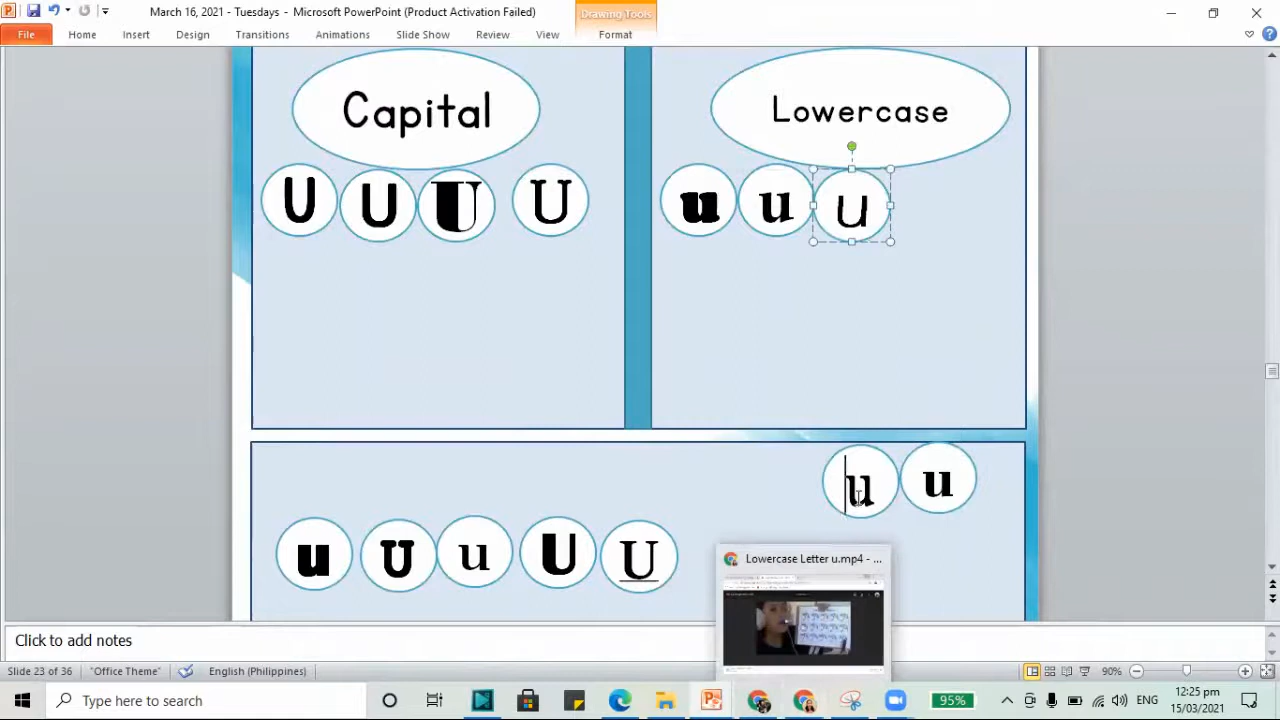 March 16, 2021 - Tuesdays - Microsoft PowerPoint (Product Activation Failed)
Drawing Tools
File Home Insert Design Transitions Animations Slide Show Review View Format
Capital Lowercase
U U U U u u u
u u
u U u U U
Lowercase Letter u.mp4 - ...
Click to add notes
Slide 23 of 36 "Office Theme" English (Philippines) 90%
Type here to search
95% ENG 12:25 pm
15/03/2021